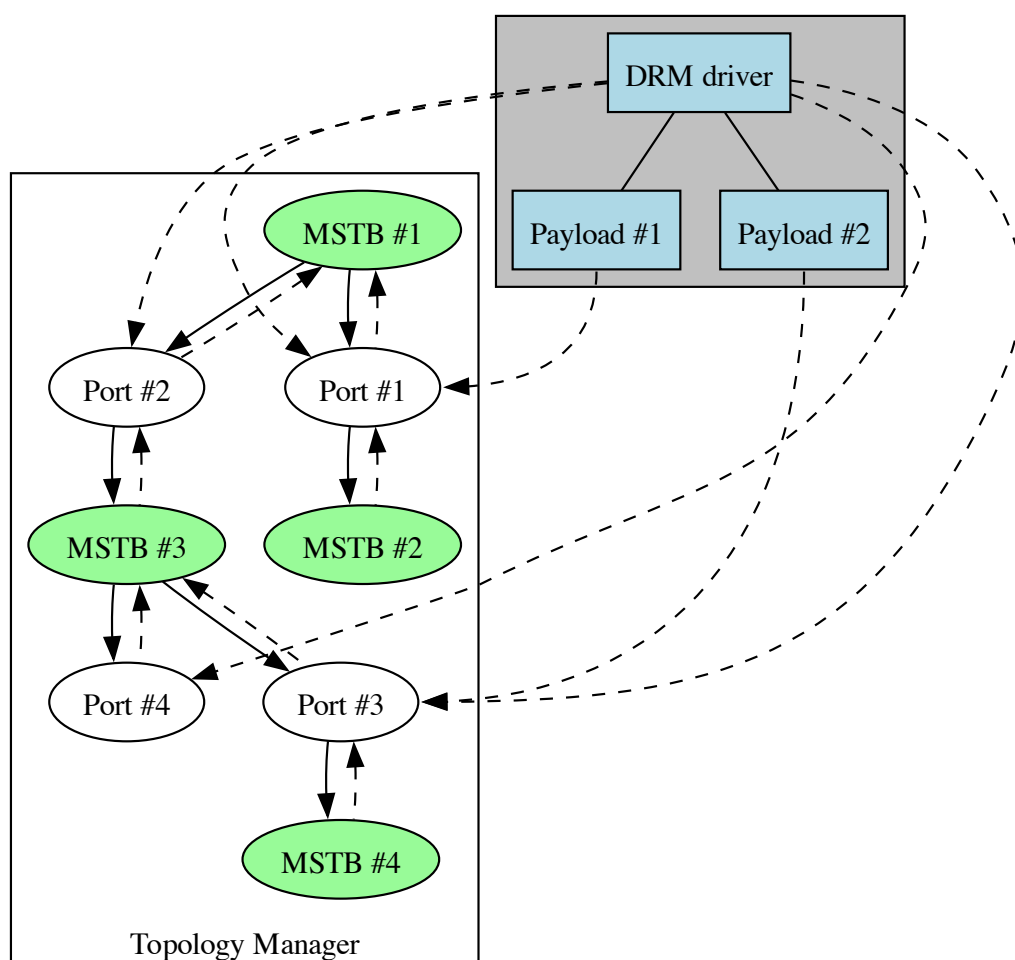 DRM driver
Payload #1
Payload #2
MSTB #1
Port #2
Port #1
MSTB #3
MSTB #2
Port #4
Port #3
MSTB #4
Topology Manager